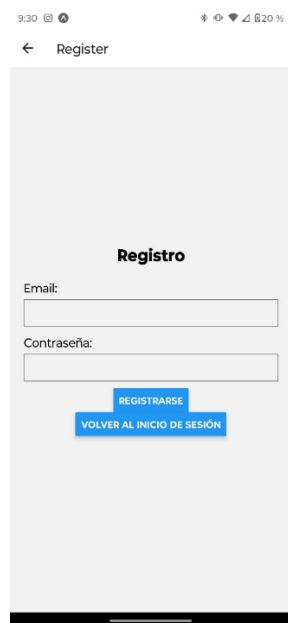 9:30 20 %
Register
Registro
Email:
Contraseña:
REGISTRARSE
VOLVER AL INICIO DE SESIÓN